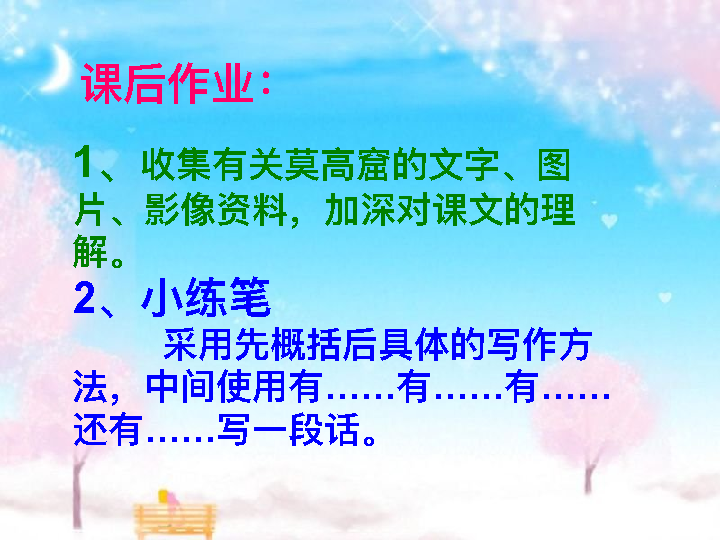 课后作业：
1、收集有关莫高窟的文字、图
片、影像资料，加深对课文的理
解。
2、小练笔
采用先概括后具体的写作方
法，中间使用有……有……有……
还有……写一段话。